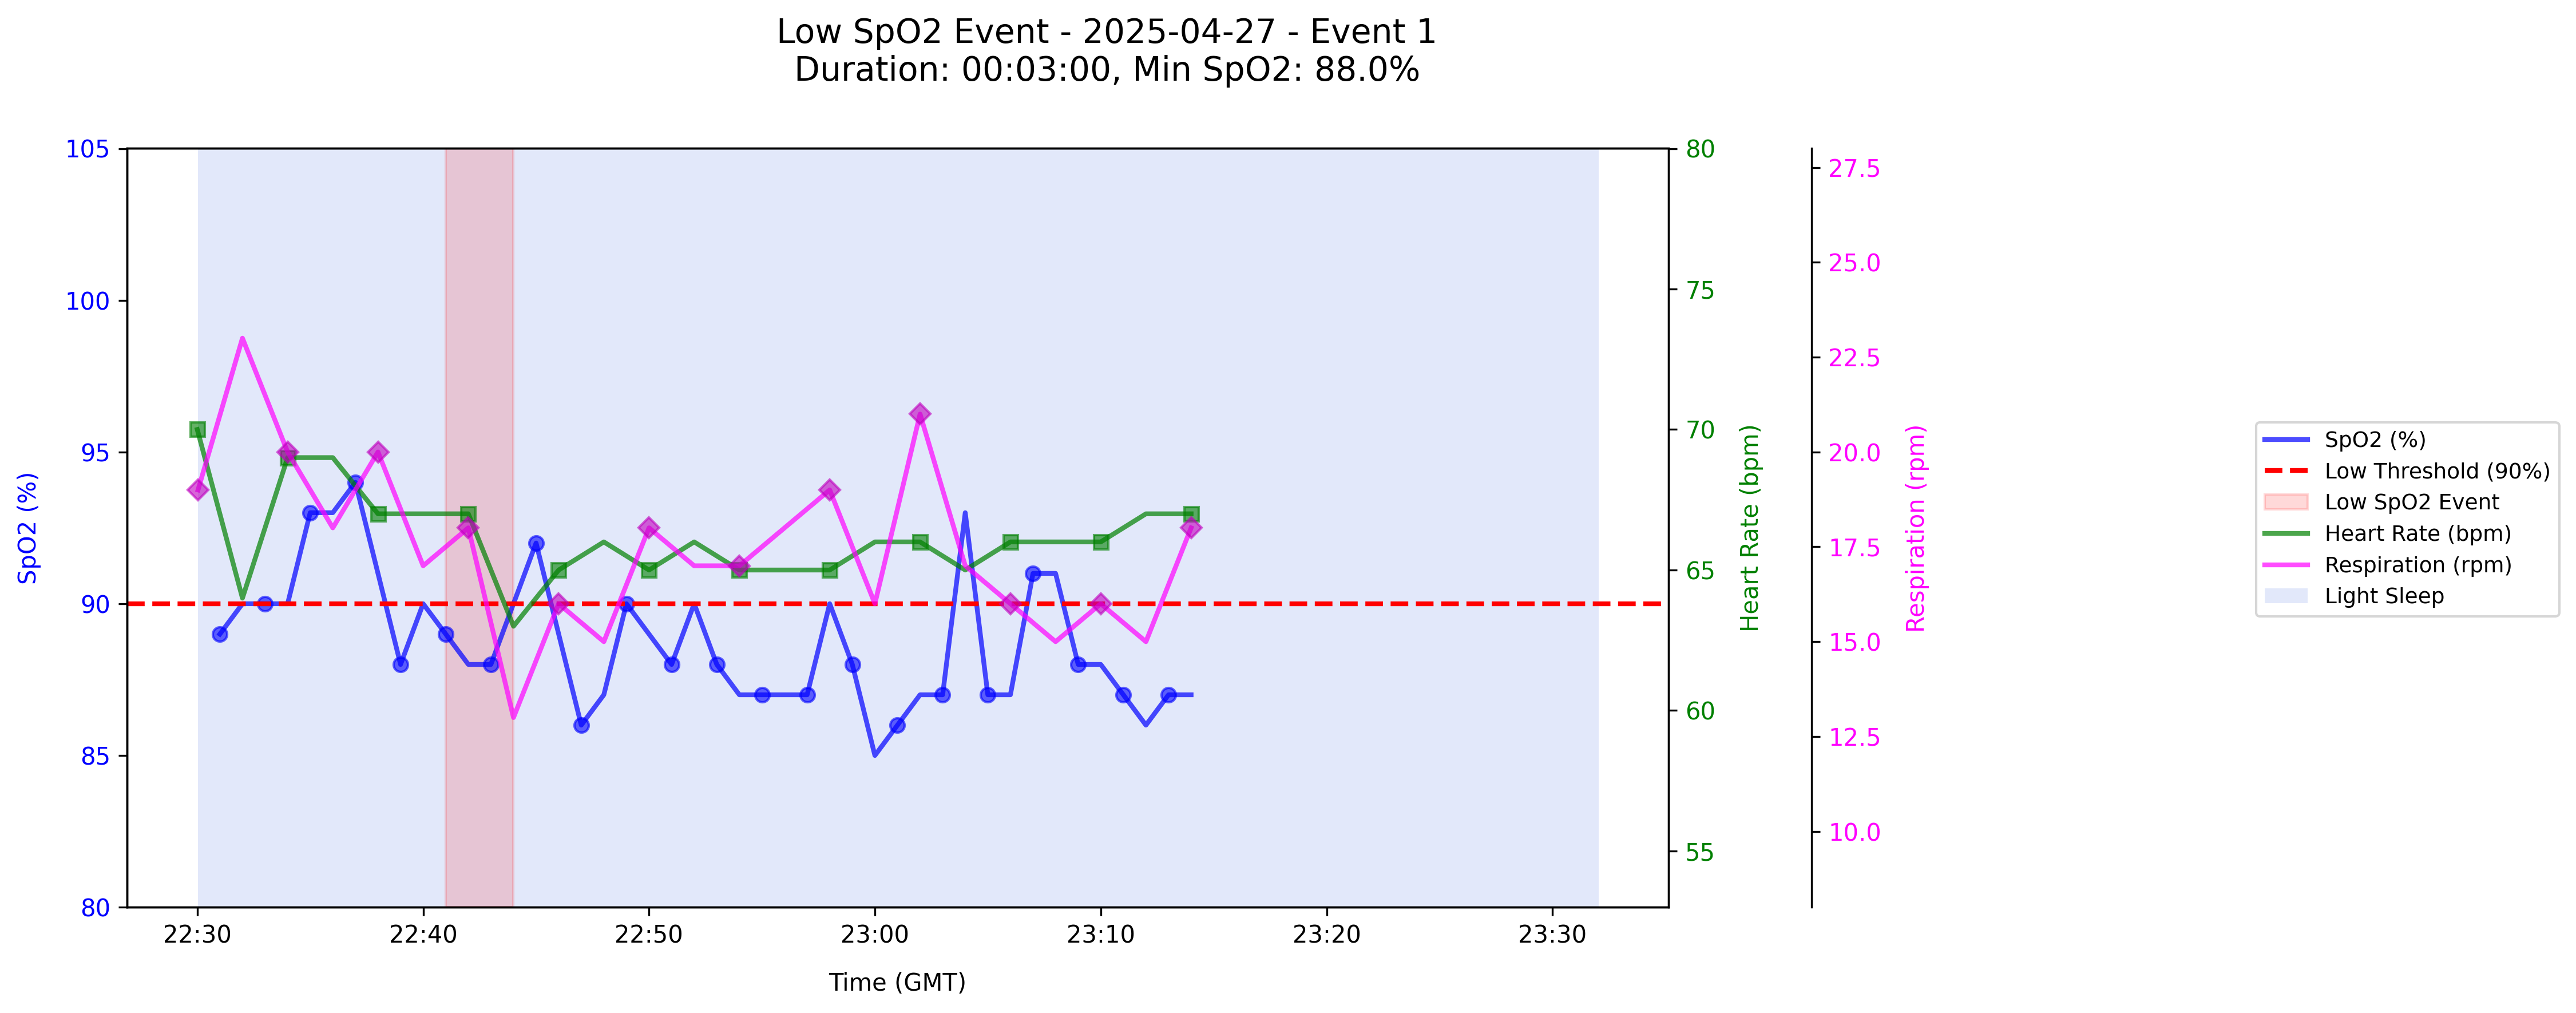 Low SpO2 Event - 2025-04-27 - Event 1
Duration: 00:03:00, Min SpO2: 88.0%
105
100
95
90
85
80
SpO2 (%)
22:30
22:40
22:50
23:00
23:10
23:20
23:30
Time (GMT)
80
75
70
65
60
55
Heart Rate (bpm)
27.5
25.0
22.5
20.0
17.5
15.0
12.5
10.0
Respiration (rpm)
SpO2 (%)
Low Threshold (90%)
Low SpO2 Event
Heart Rate (bpm)
Respiration (rpm)
Light Sleep